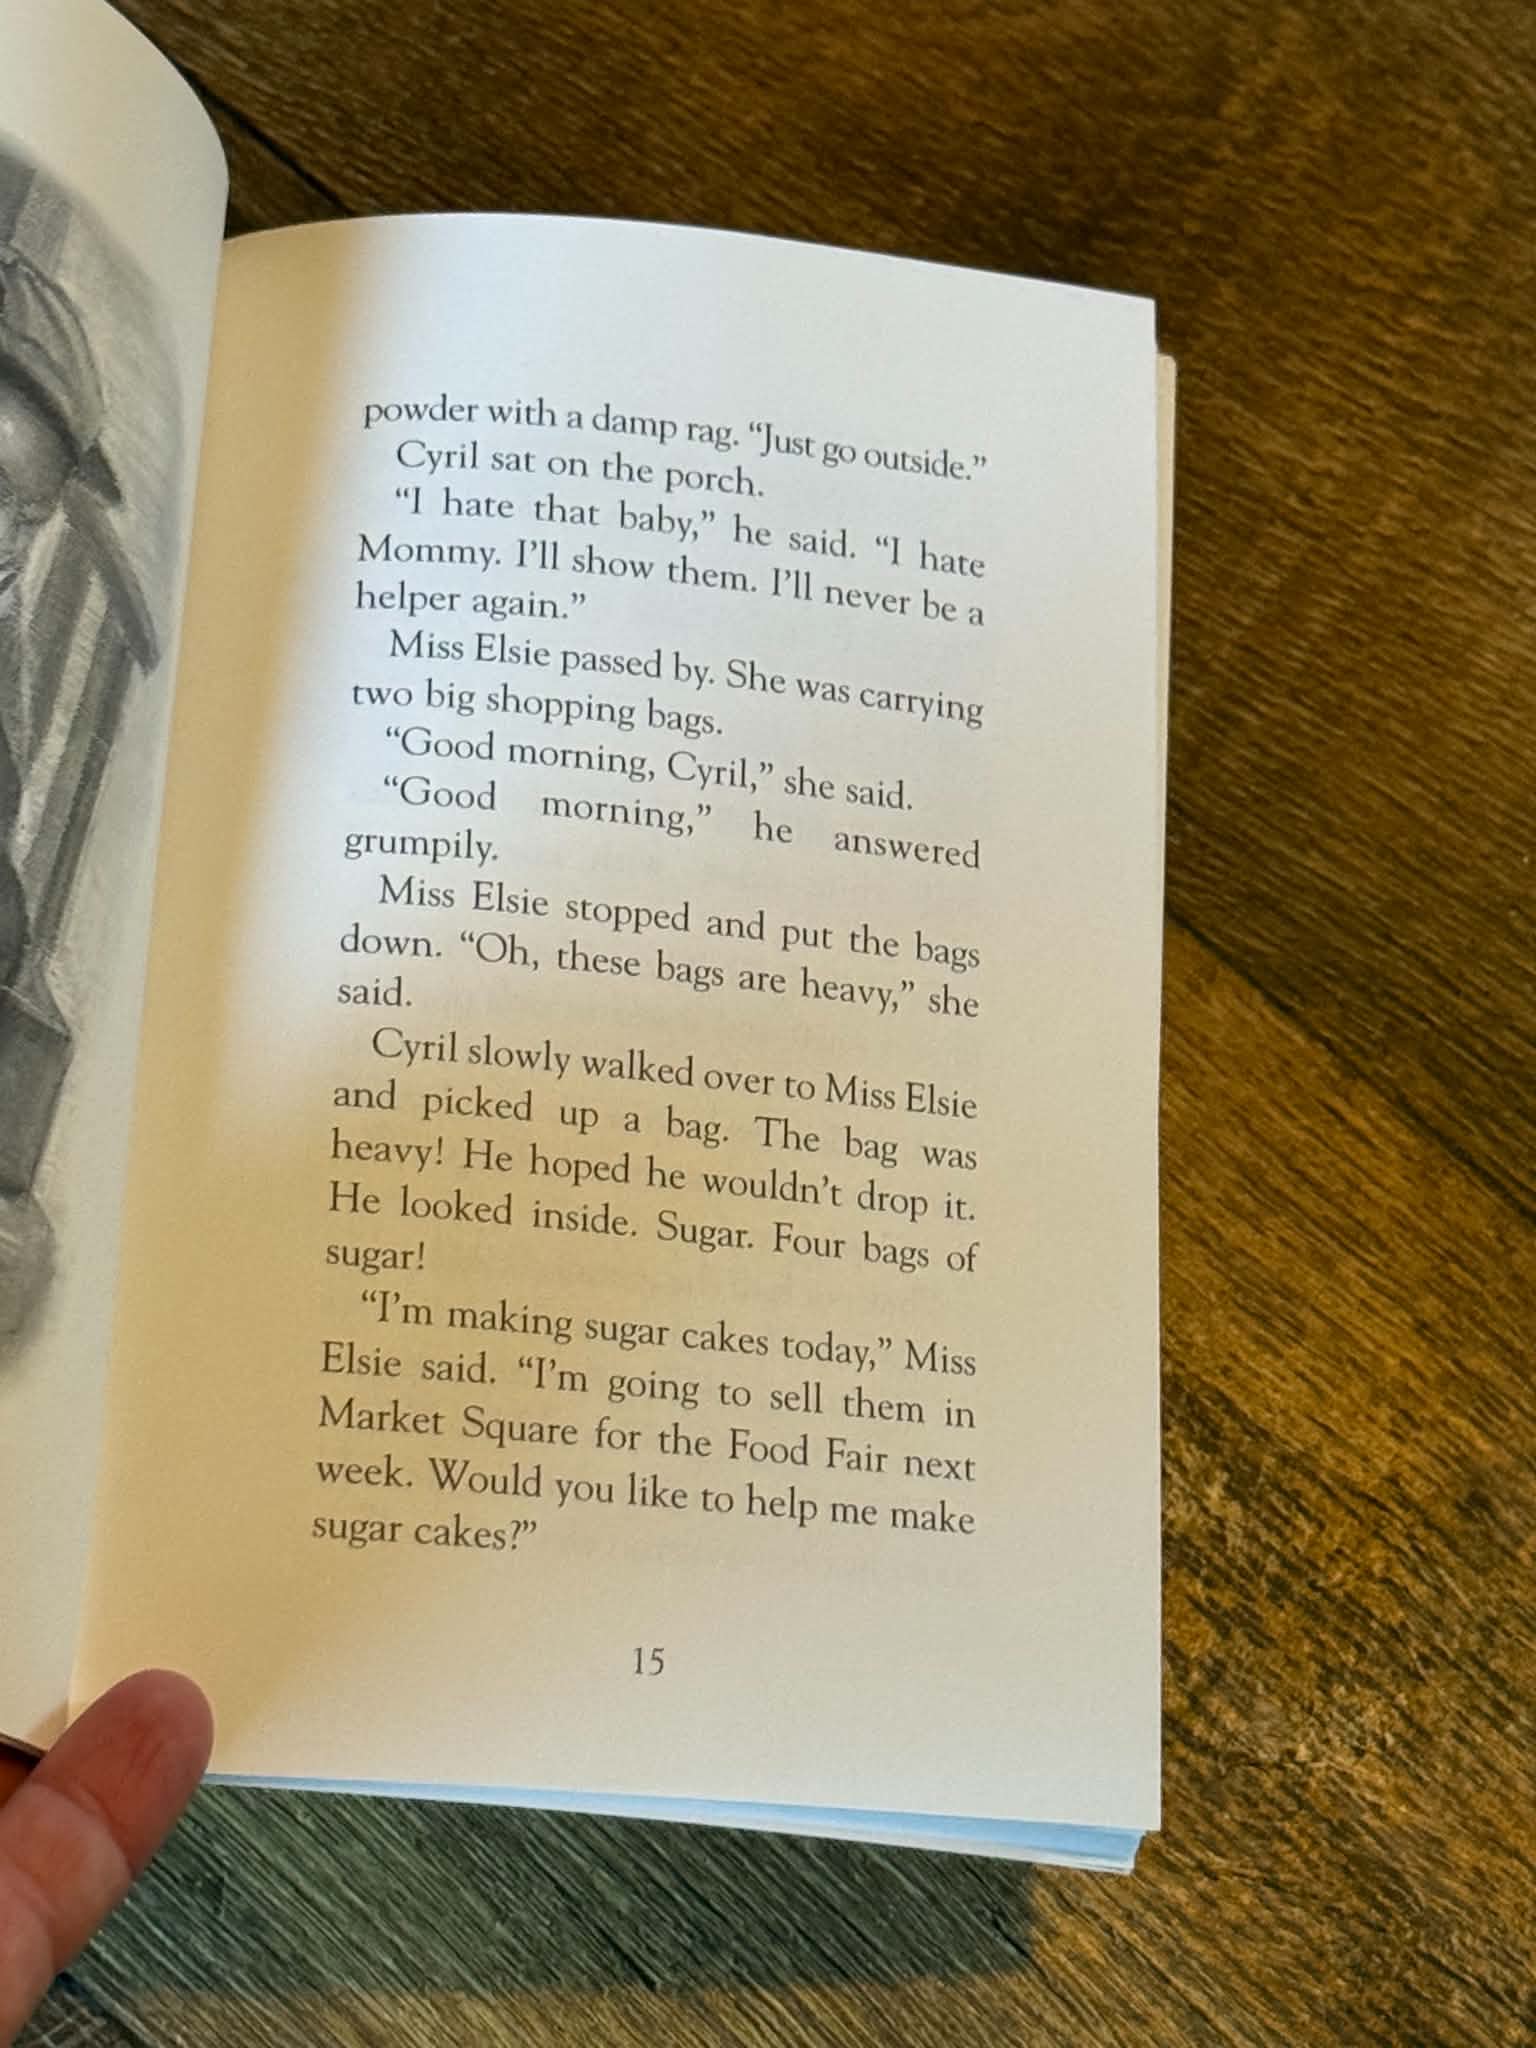 powder with a damp rag. “Just go outside.”
Cyril sat on the porch.
“I hate that baby,” he said. “I hate
Mommy. I’ll show them. I’ll never be a
helper again.”
Miss Elsie passed by. She was carrying
two big shopping bags.
“Good morning, Cyril,” she said.
“Good morning,” he answered
grumpily.
Miss Elsie stopped and put the bags
down. “Oh, these bags are heavy,” she
said.
Cyril slowly walked over to Miss Elsie
and picked up a bag. The bag was
heavy! He hoped he wouldn’t drop it.
He looked inside. Sugar. Four bags of
sugar!
“I’m making sugar cakes today,” Miss
Elsie said. “I’m going to sell them in
Market Square for the Food Fair next
week. Would you like to help me make
sugar cakes?”
15